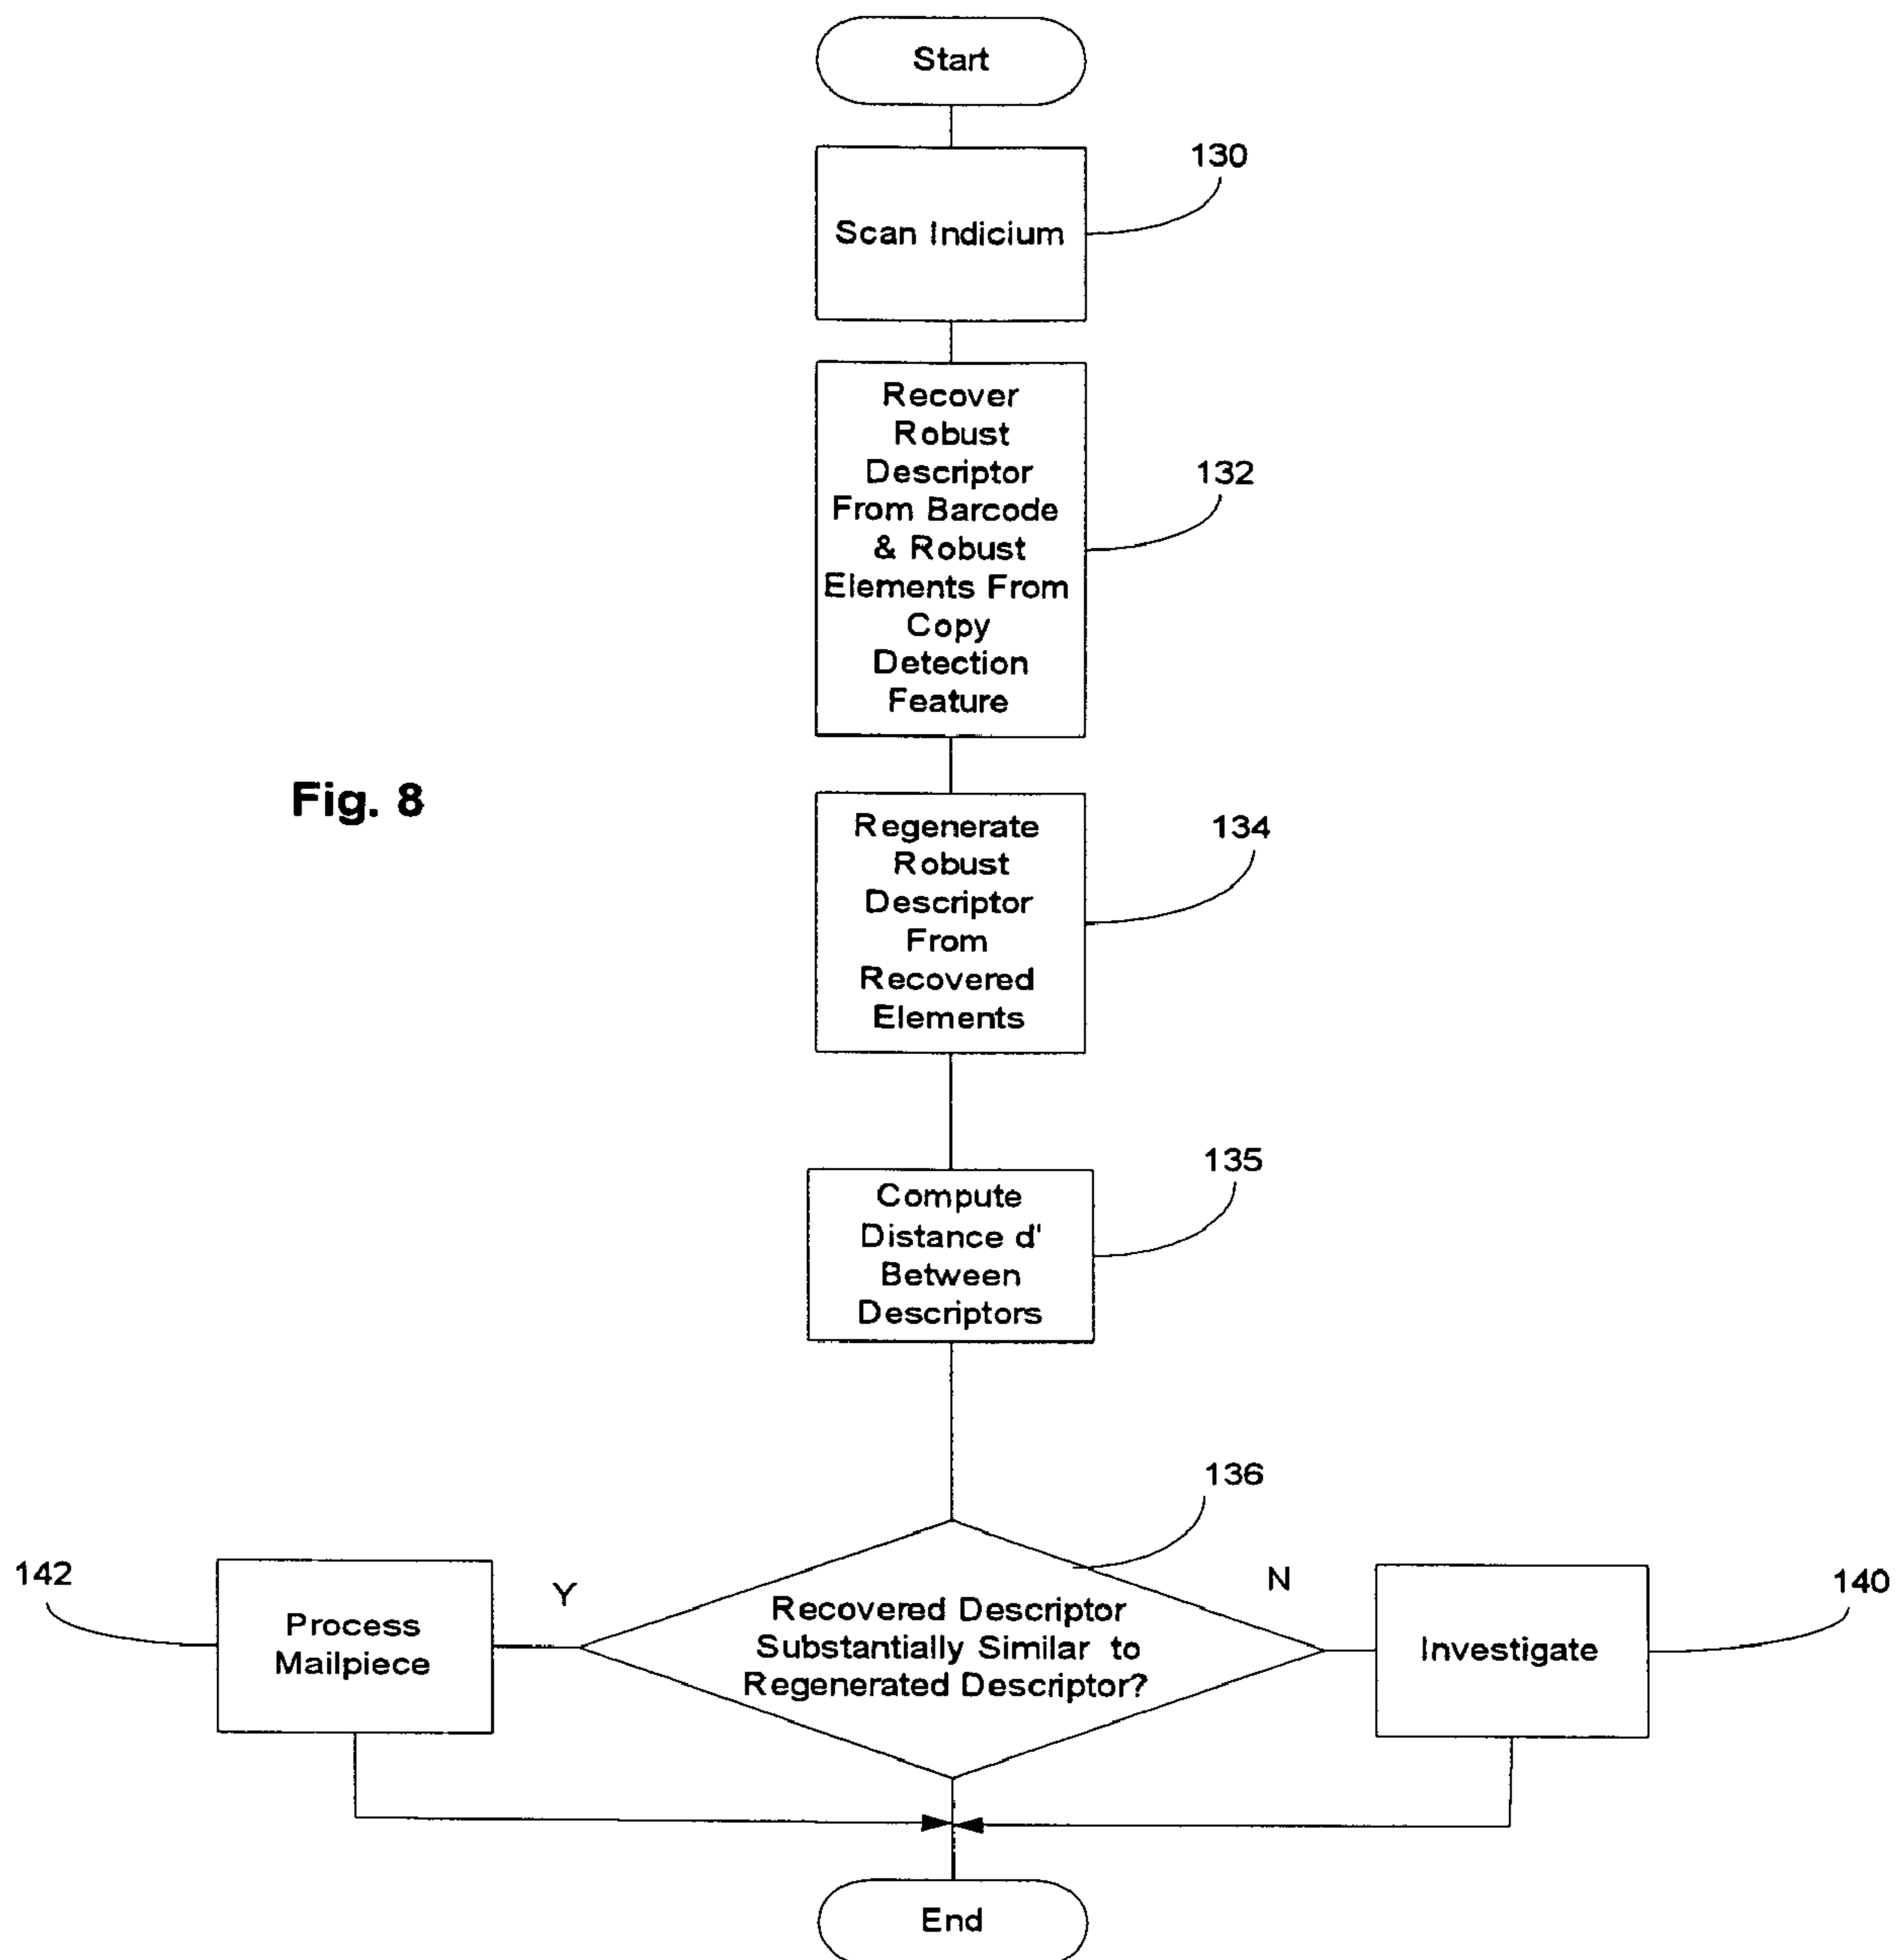 Start
130
Scan Indicium
Recover
Robust
Descriptor
From Barcode
& Robust
Elements From
Copy
Detection
Feature
132
Fig. 8
Regenerate
Robust
Descriptor
From
Recovered
Elements
134
Compute
Distance d'
Between
Descriptors
135
136
142
Process
Mailpiece
Y
Recovered Descriptor
Substantially Similar to
Regenerated Descriptor?
N
Investigate
140
End